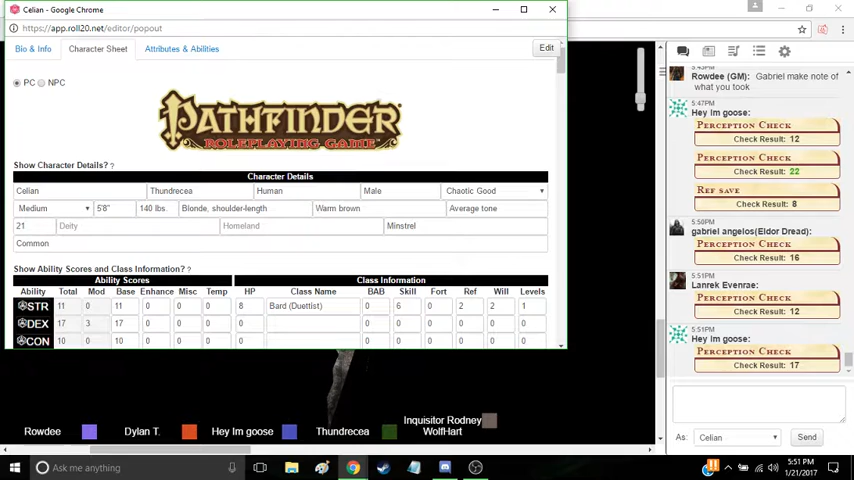 Celian - Google Chrome
https://app.roll20.net/editor/popout
Bio & Info
Character Sheet
Attributes & Abilities
Edit
PC
NPC
PATHFINDER
ROLEPLAYING GAME
Show Character Details? ?
Character Details
Celian
Thundrecea
Human
Male
Chaotic Good
Medium
5'8"
140 lbs.
Blonde, shoulder-length
Warm brown
Average tone
21
Deity
Homeland
Minstrel
Common
Show Ability Scores and Class Information? ?
Ability Scores
Class Information
Ability Total Mod Base Enhance Misc Temp HP Class Name BAB Skill Fort Ref Will Levels
STR 11 0 11 0 0 0 8 Bard (Duettist) 0 6 0 2 2 1
DEX 17 3 17 0 0 0 0 0 0 0 0 0
CON 10 0 10 0 0 0 0 0 0 0 0 0
5:45PM
Rowdee (GM): Gabriel make note of
what you took
5:47PM
Hey Im goose:
Perception Check
Check Result: 12
Perception Check
Check Result: 22
Ref save
Check Result: 8
5:50PM
gabriel angelos(Eldor Dread):
Perception Check
Check Result: 16
5:51PM
Lanrek Evenrae:
Perception Check
Check Result: 12
5:51PM
Hey Im goose:
Perception Check
Check Result: 17
As:
Celian
Send
Rowdee
Dylan T.
Hey Im goose
Thundrecea
Inquisitor Rodney
WolfHart
Ask me anything
5:51 PM
1/21/2017